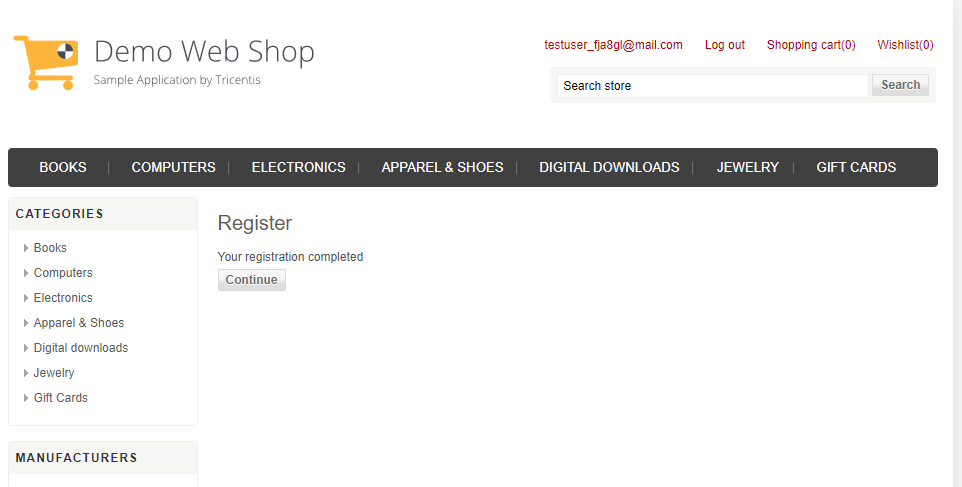 Demo Web Shop
Sample Application by Tricentis
testuser_fja8gl@mail.com Log out Shopping cart(0) Wishlist(0)
Search store Search
BOOKS COMPUTERS ELECTRONICS APPAREL & SHOES DIGITAL DOWNLOADS JEWELRY GIFT CARDS
CATEGORIES
Books
Computers
Electronics
Apparel & Shoes
Digital downloads
Jewelry
Gift Cards
MANUFACTURERS
Register
Your registration completed
Continue